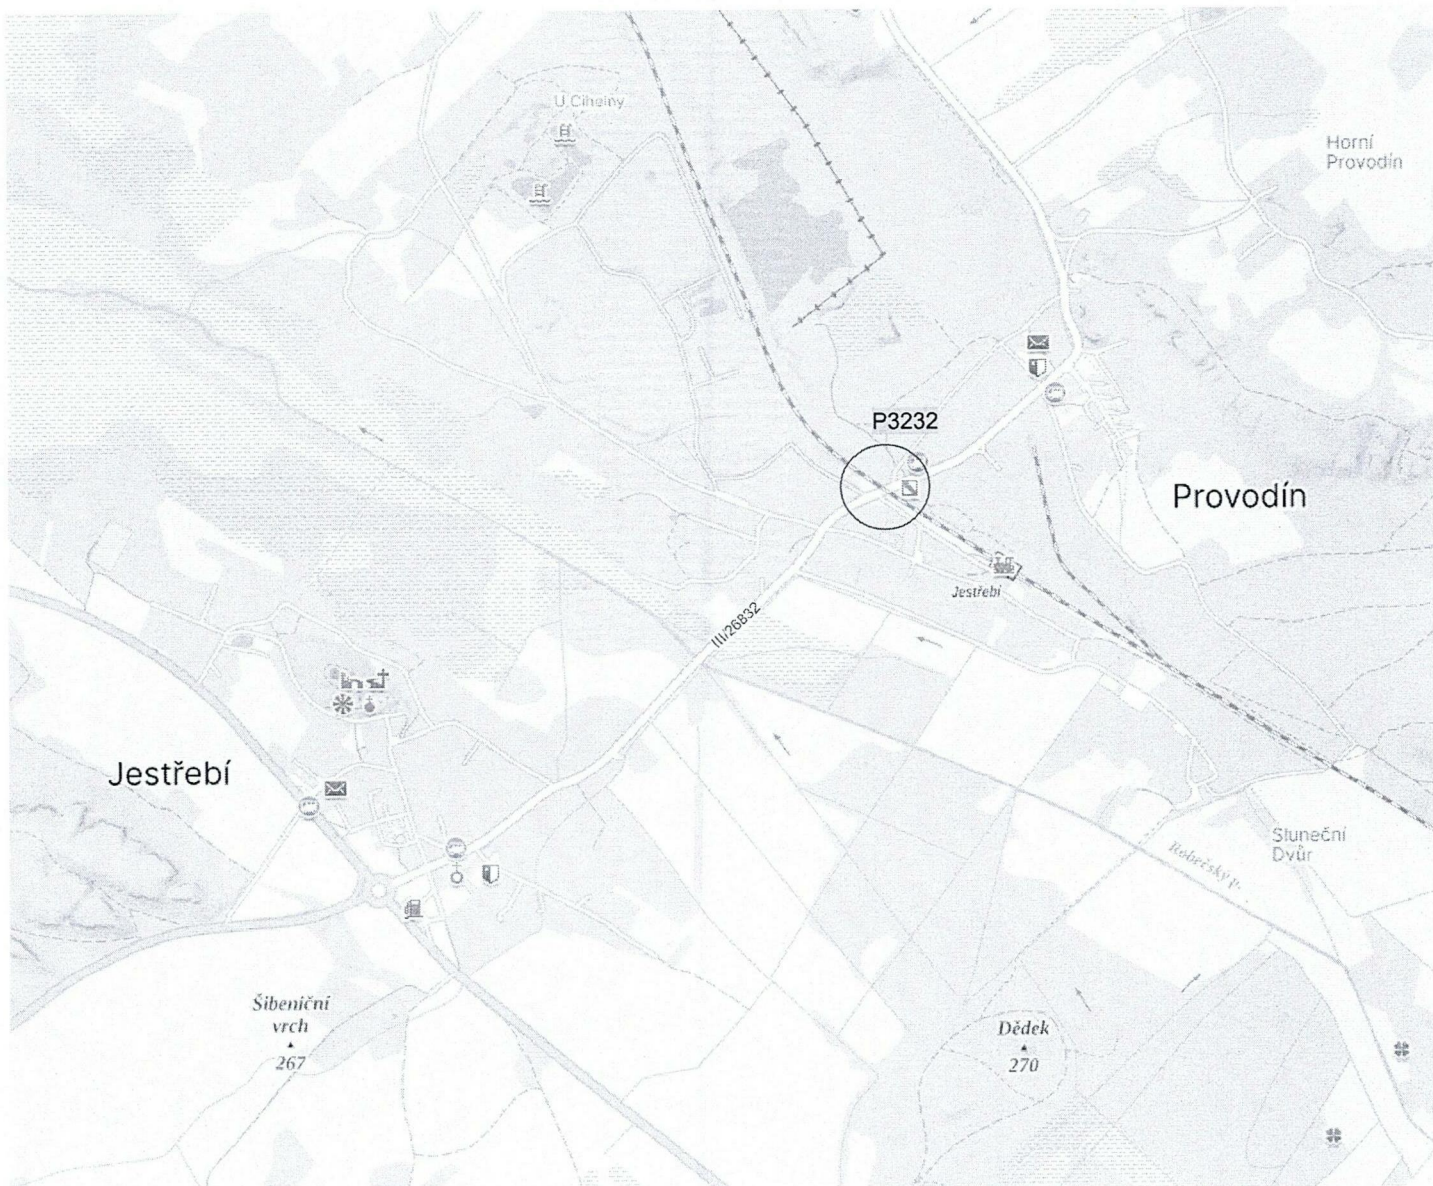 U Cihelny
Horní
Provodín
P3232
Provodín
Jestřebí
III/26832
Jestřebí
Sluneční
Dvůr
Robečský p.
Šibeniční
vrch
267
Dědek
270